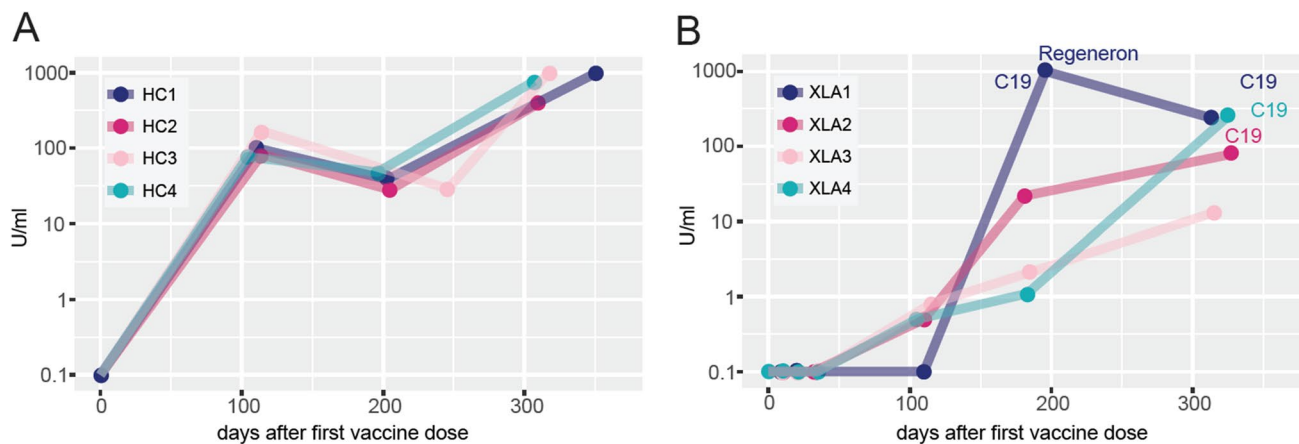 A
1000
100
10
1
0.1
U/ml
HC1
HC2
HC3
HC4
0
100
200
300
days after first vaccine dose
B
1000
100
10
1
0.1
U/ml
XLA1
XLA2
XLA3
XLA4
Regeneron
C19
C19
C19
C19
0
100
200
300
days after first vaccine dose